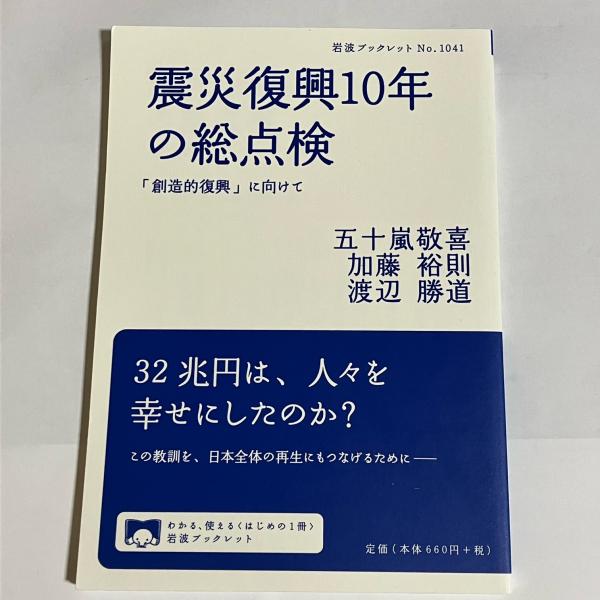 岩波ブックレット No.1041
震災復興10年
の総点検
「創造的復興」に向けて
五十嵐敬喜
加藤 裕則
渡辺 勝道
32兆円は、人々を
幸せにしたのか?
この教訓を、日本全体の再生にもつなげるために——
わかる、使える〈はじめの1冊〉
岩波ブックレット
定価(本体660円+税)